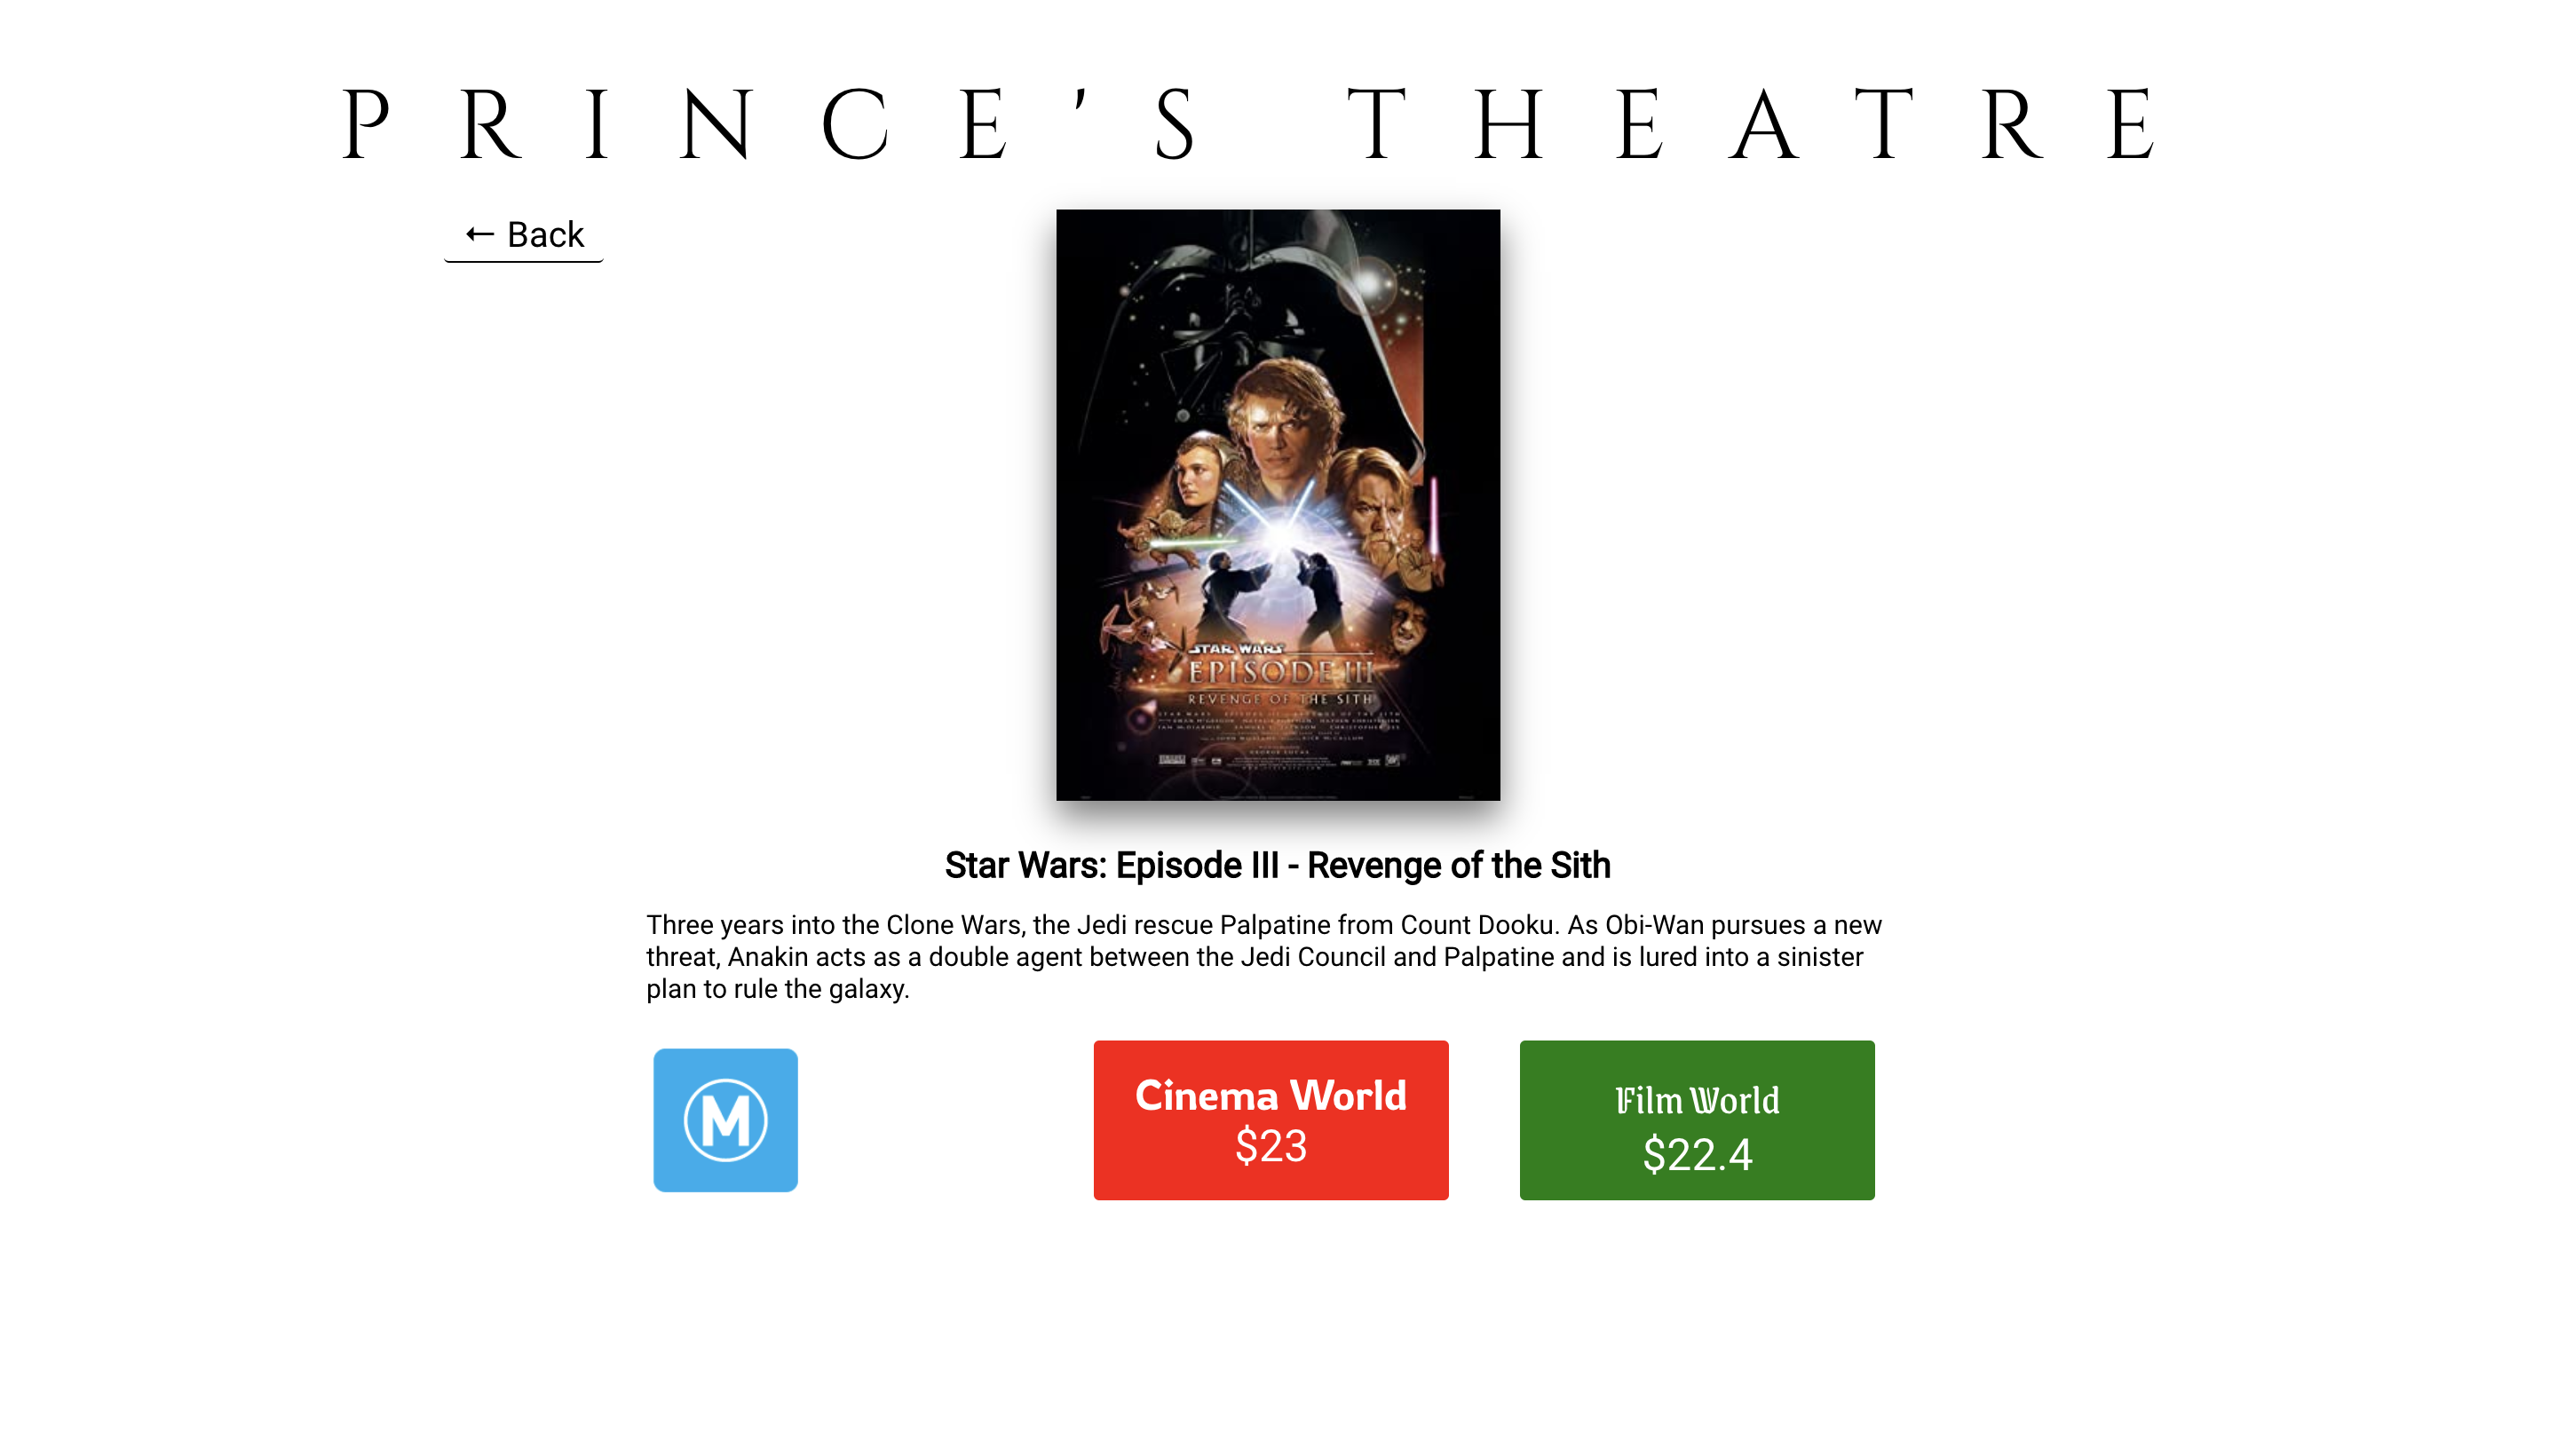 PRINCE'S THEATRE
← Back
STAR WARS
EPISODE III
REVENGE OF THE SITH
Star Wars: Episode III - Revenge of the Sith
Three years into the Clone Wars, the Jedi rescue Palpatine from Count Dooku. As Obi-Wan pursues a new
threat, Anakin acts as a double agent between the Jedi Council and Palpatine and is lured into a sinister
plan to rule the galaxy.
M
Cinema World
$23
Film World
$22.4